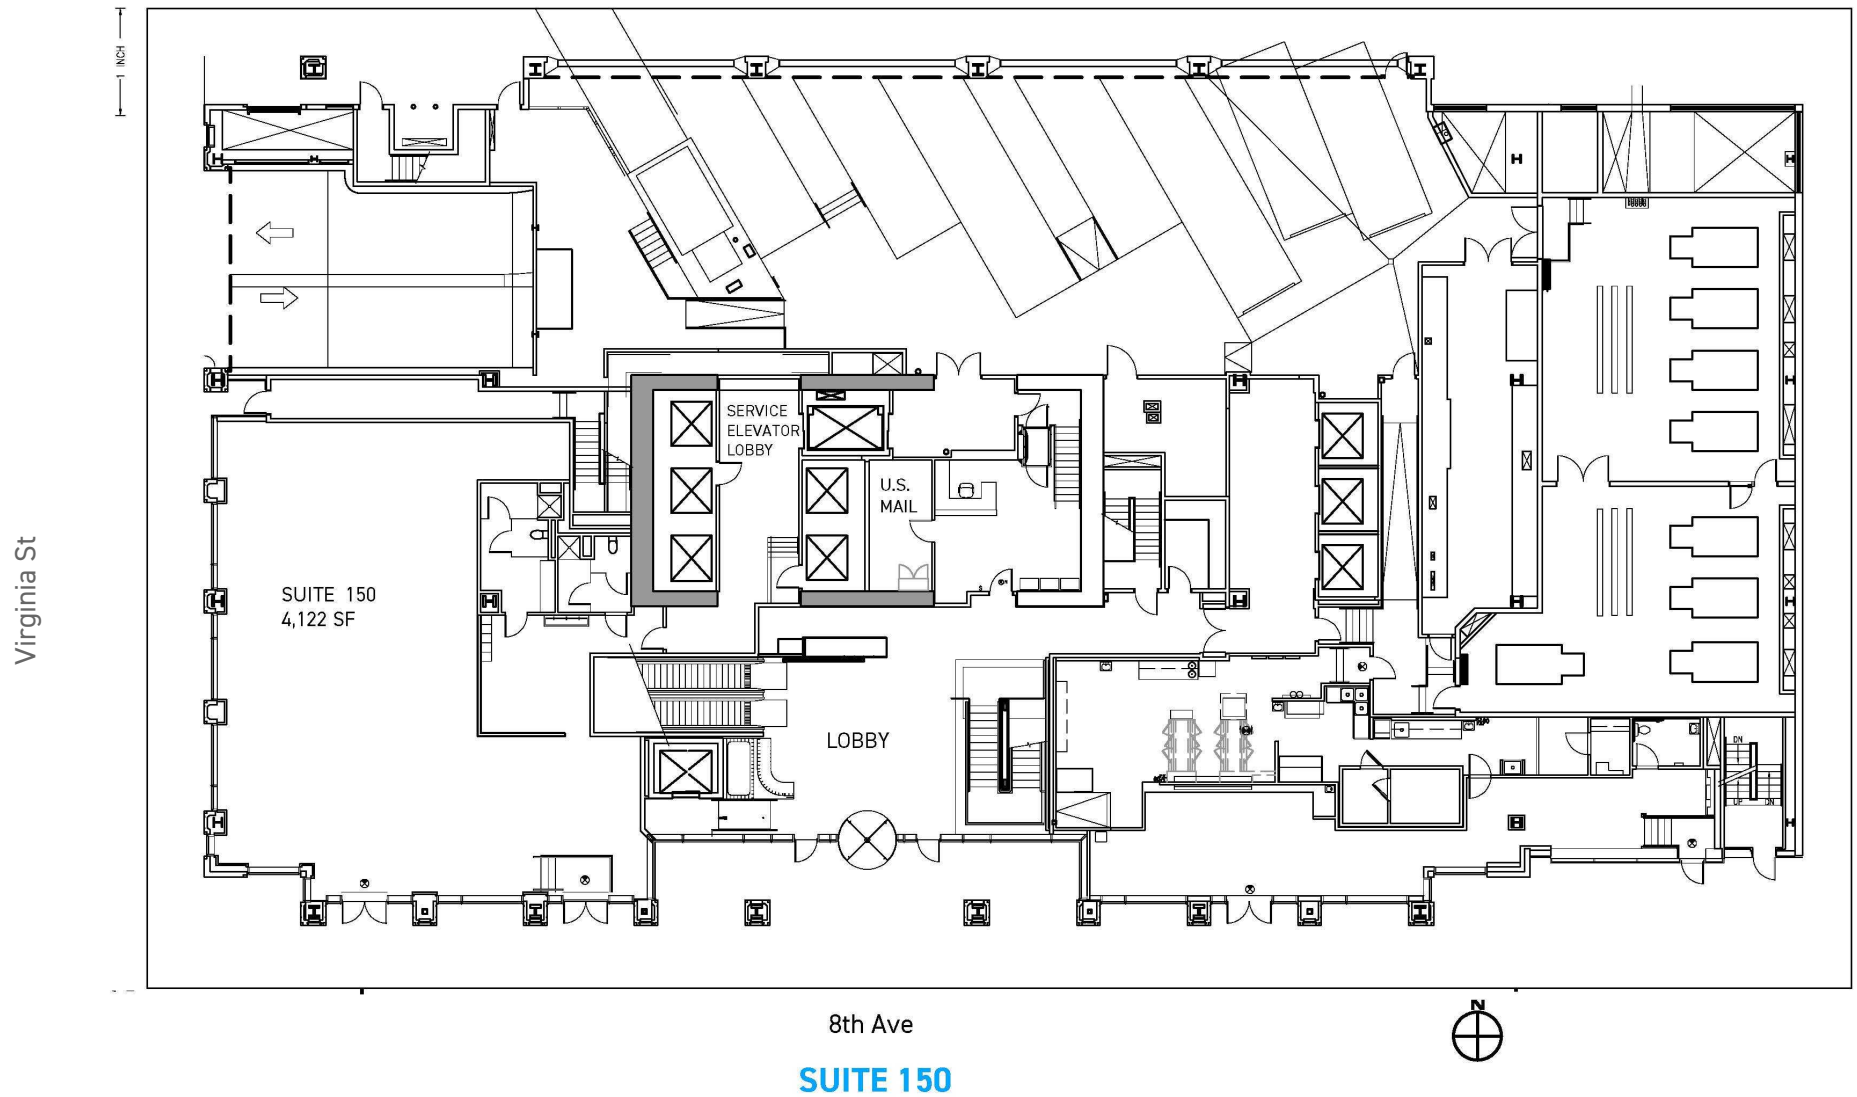 1 INCH
SERVICE
ELEVATOR
LOBBY
U.S.
MAIL
SUITE 150
4,122 SF
Virginia St
LOBBY
DN
UP
DN
8th Ave
N
SUITE 150